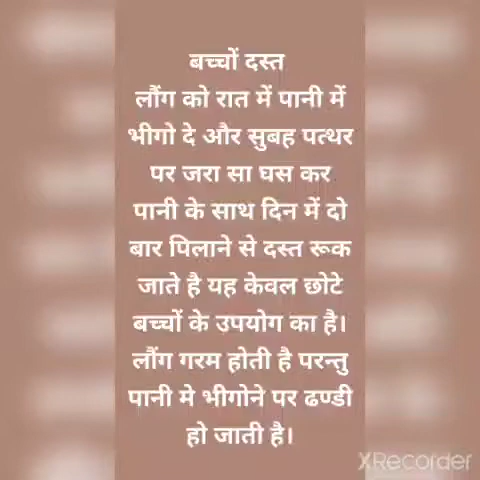 बच्चों दस्त
लौंग को रात में पानी में
भीगो दे और सुबह पत्थर
पर जरा सा घस कर
पानी के साथ दिन में दो
बार पिलाने से दस्त रूक
जाते है यह केवल छोटे
बच्चों के उपयोग का है।
लौंग गरम होती है परन्तु
पानी मे भीगोने पर ढण्डी
हो जाती है।
XRecorder